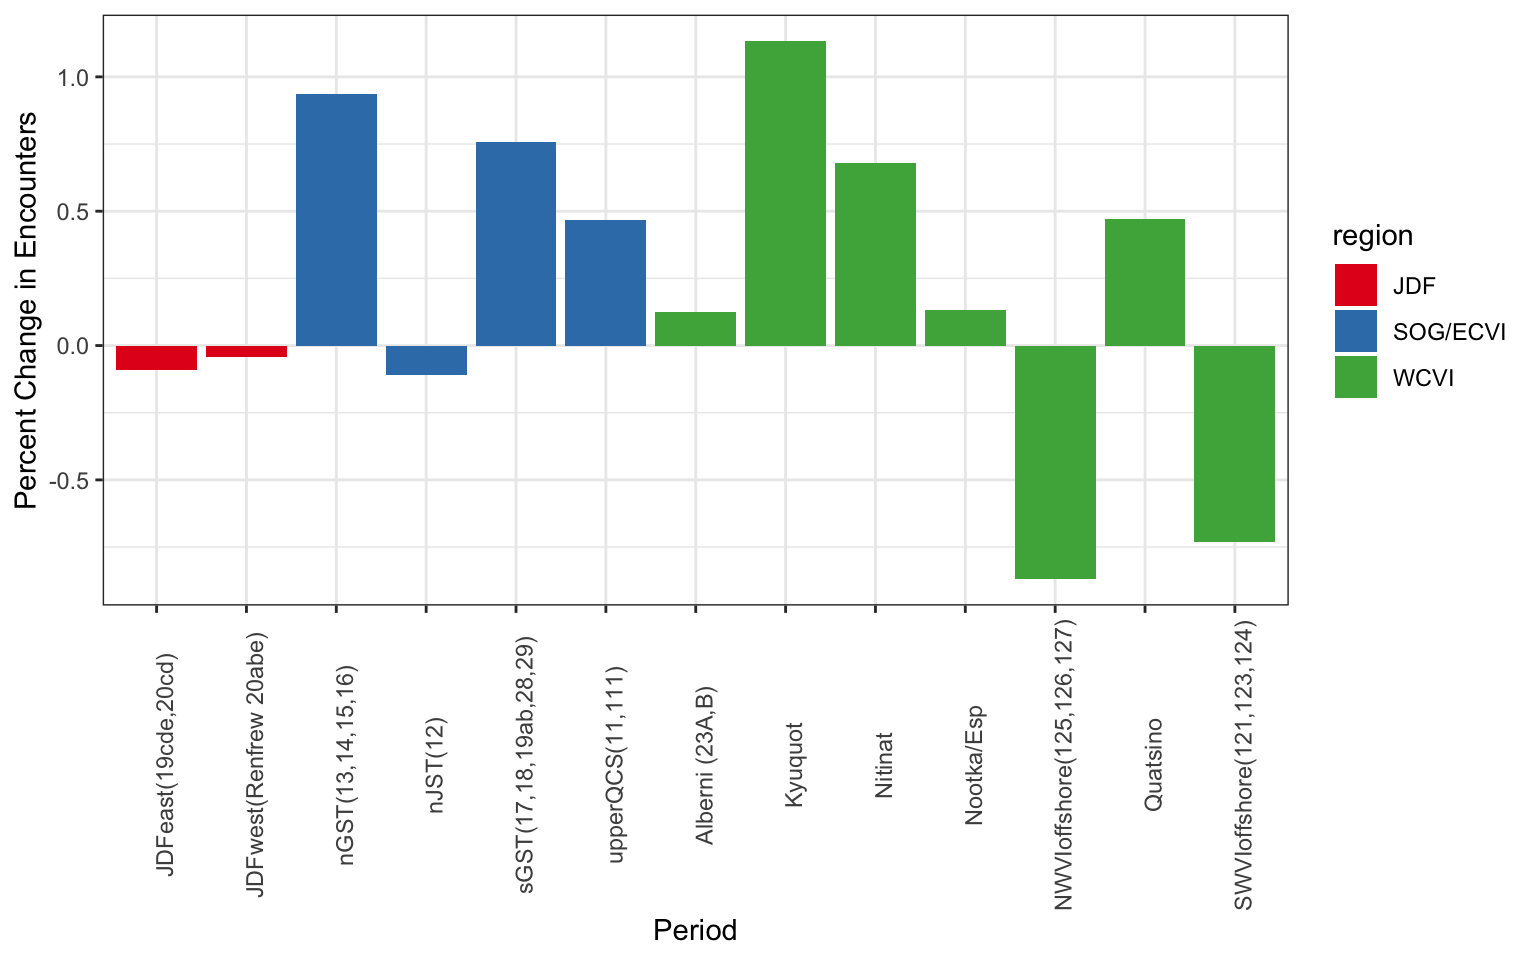 Percent Change in Encounters
1.0
0.5
0.0
-0.5
JDFeast(19cde,20cd)
JDFwest(Renfrew 20abe)
nGST(13,14,15,16)
nJST(12)
sGST(17,18,19ab,28,29)
upperQCS(11,111)
Alberni (23A,B)
Kyuquot
Nitinat
Nootka/Esp
NWVIoffshore(125,126,127)
Quatsino
SWVIoffshore(121,123,124)
Period
region
JDF
SOG/ECVI
WCVI